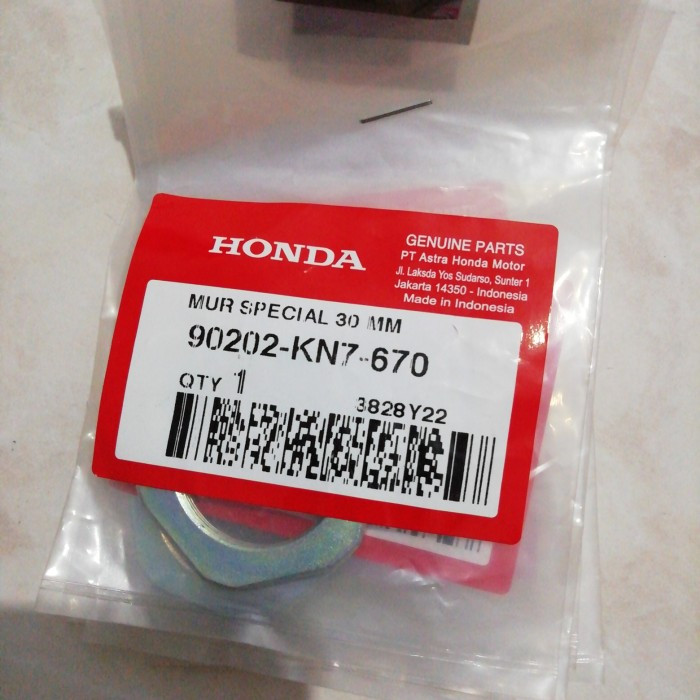 HONDA
GENUINE PARTS
PT Astra Honda Motor
Jl. Laksda Yos Sudarso, Sunter 1
Jakarta 14350 - Indonesia
Made in Indonesia
MUR SPECIAL 30 MM
90202-KN7-670
QTY 1
3828Y22